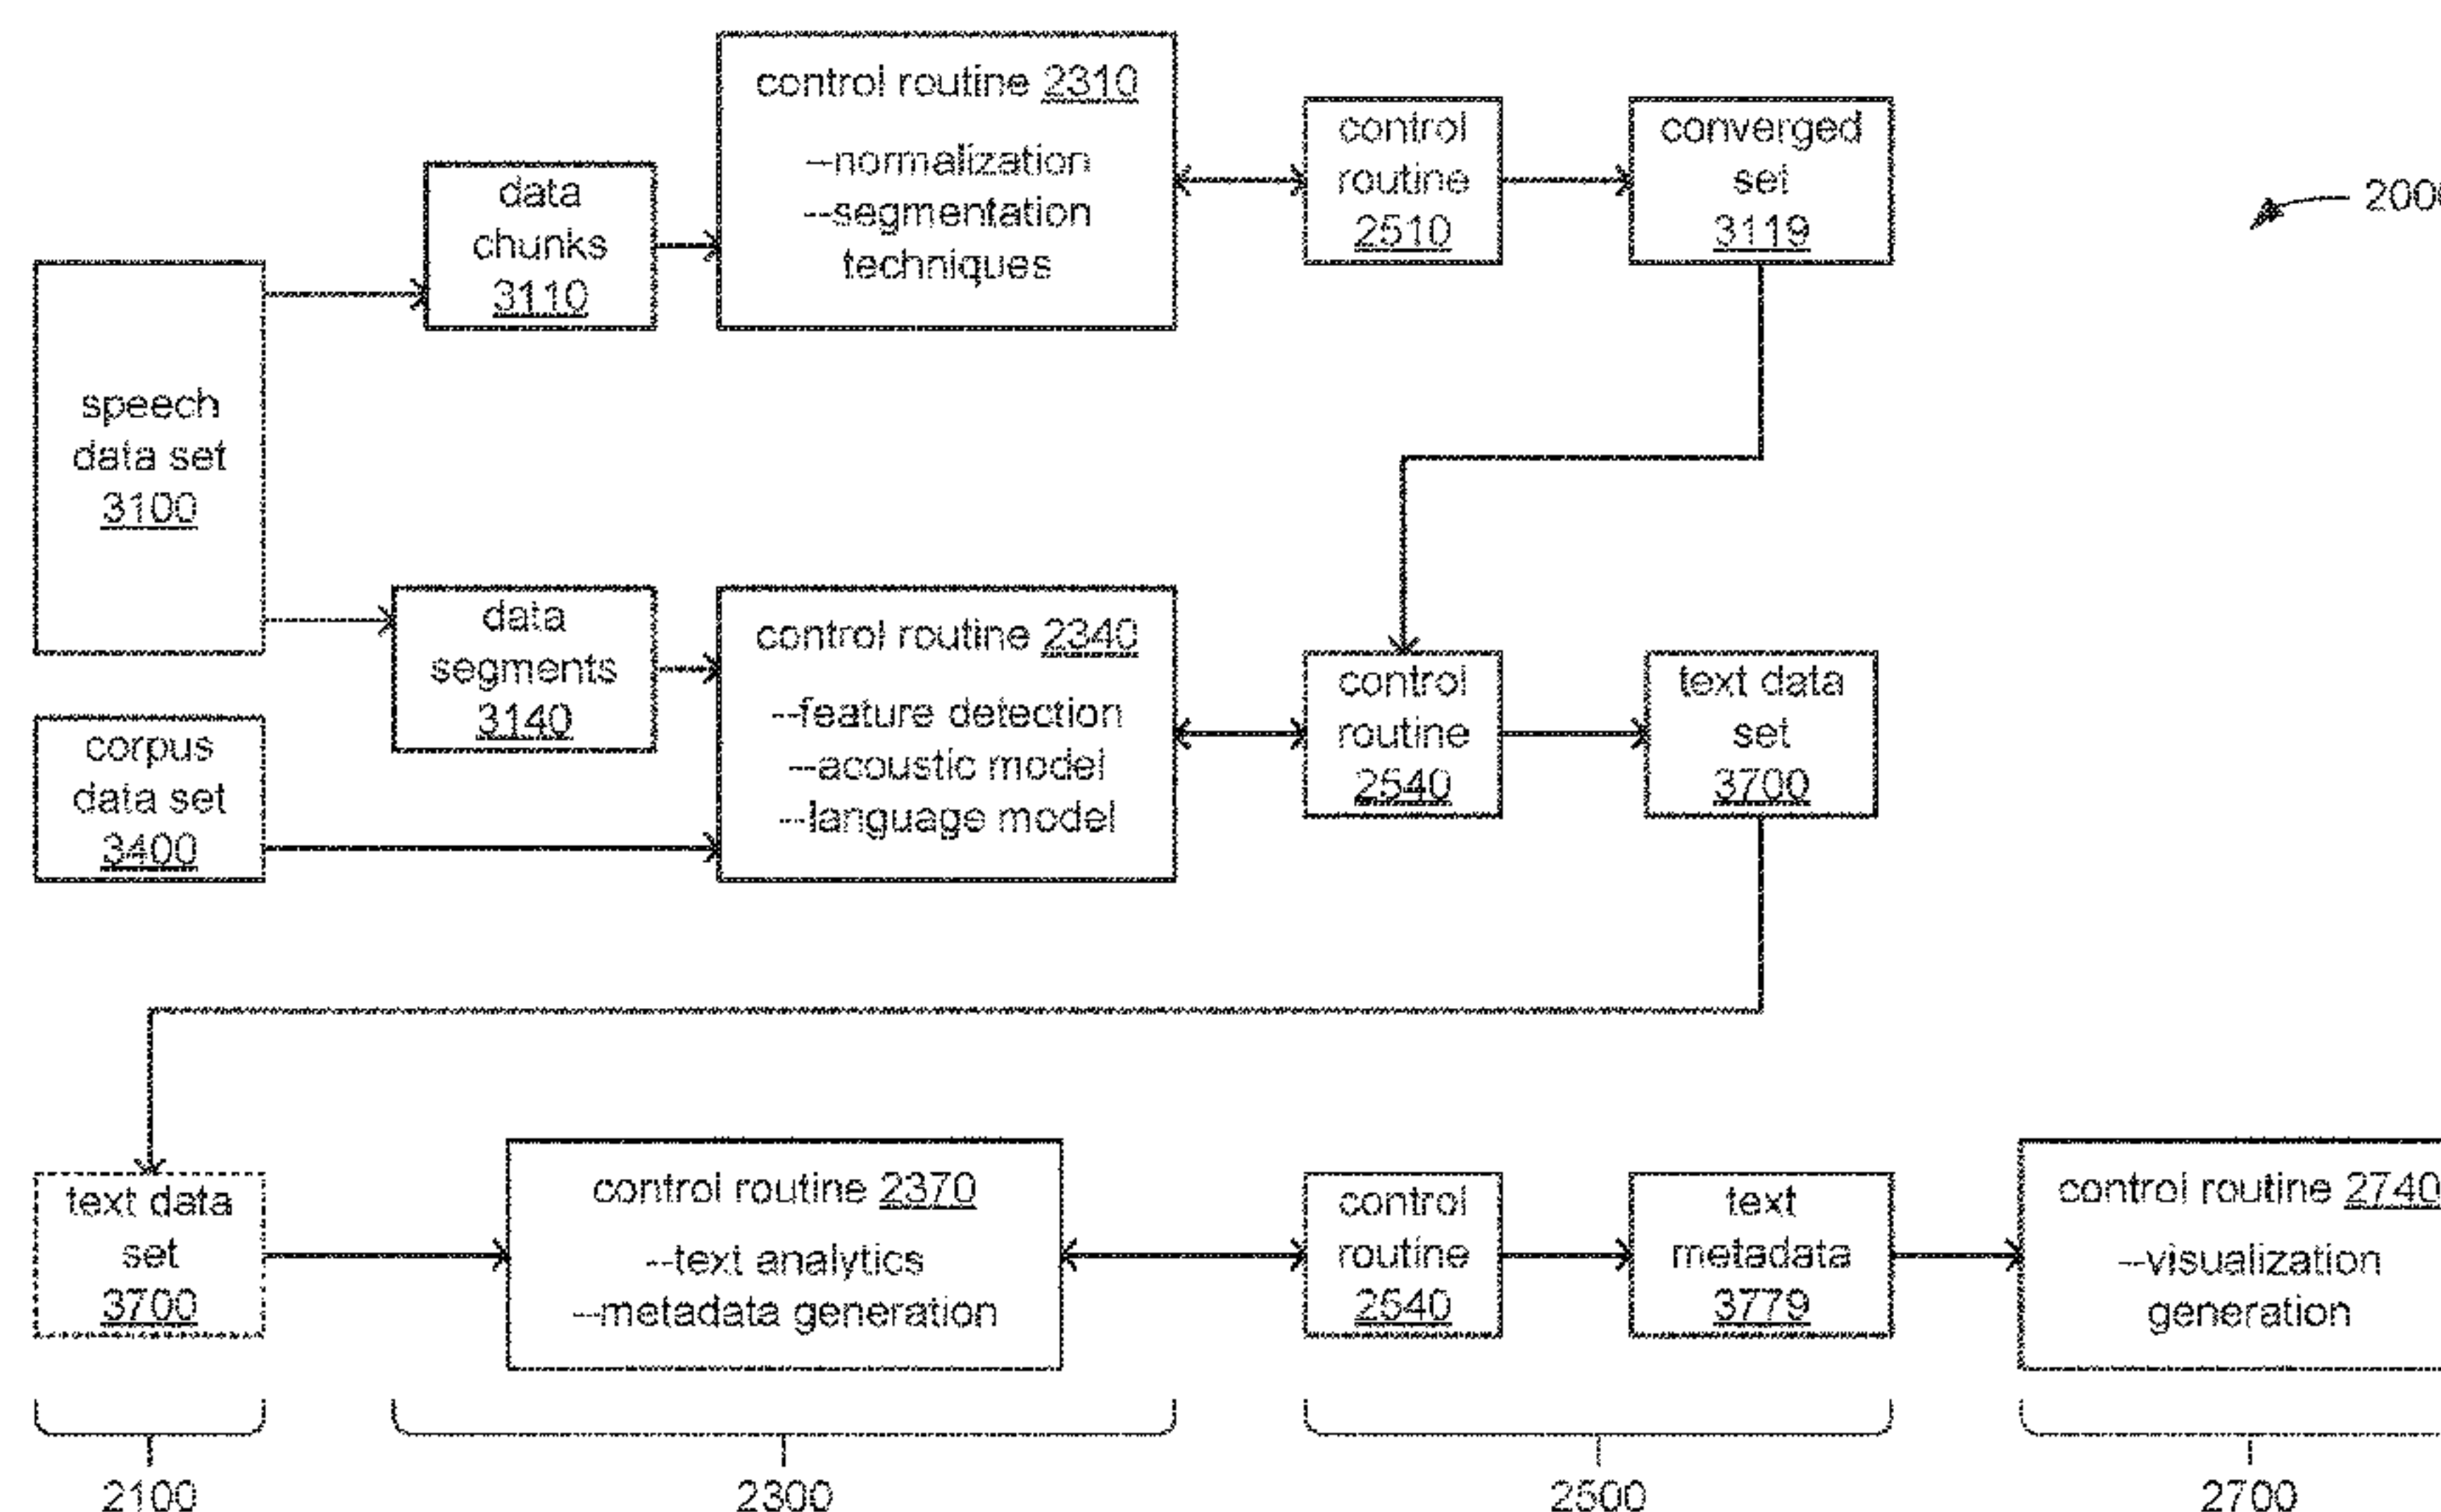 control routine 2310
--normalization
--segmentation
techniques
control
routine
2510
converged
set
3119
data
chunks
3110
speech
data set
3100
data
segments
3140
control routine 2340
--feature detection
--acoustic model
--language model
control
routine
2540
text data
set
3700
corpus
data set
3400
text data
set
3700
control routine 2370
--text analytics
--metadata generation
control
routine
2540
text
metadata
3779
control routine 2740
--visualization
generation
2100
2300
2500
2700